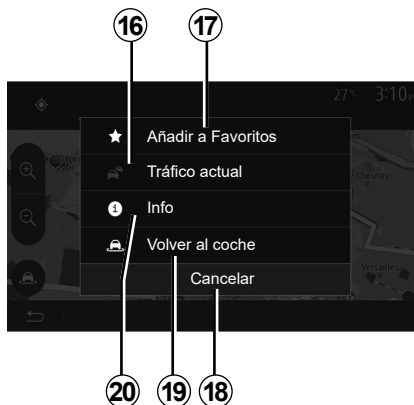 16 17
27 °C 3:10
Añadir a Favoritos
Tráfico actual
Chesnay
Info
Volver al coche
Versailles
Cancelar
20 19 18